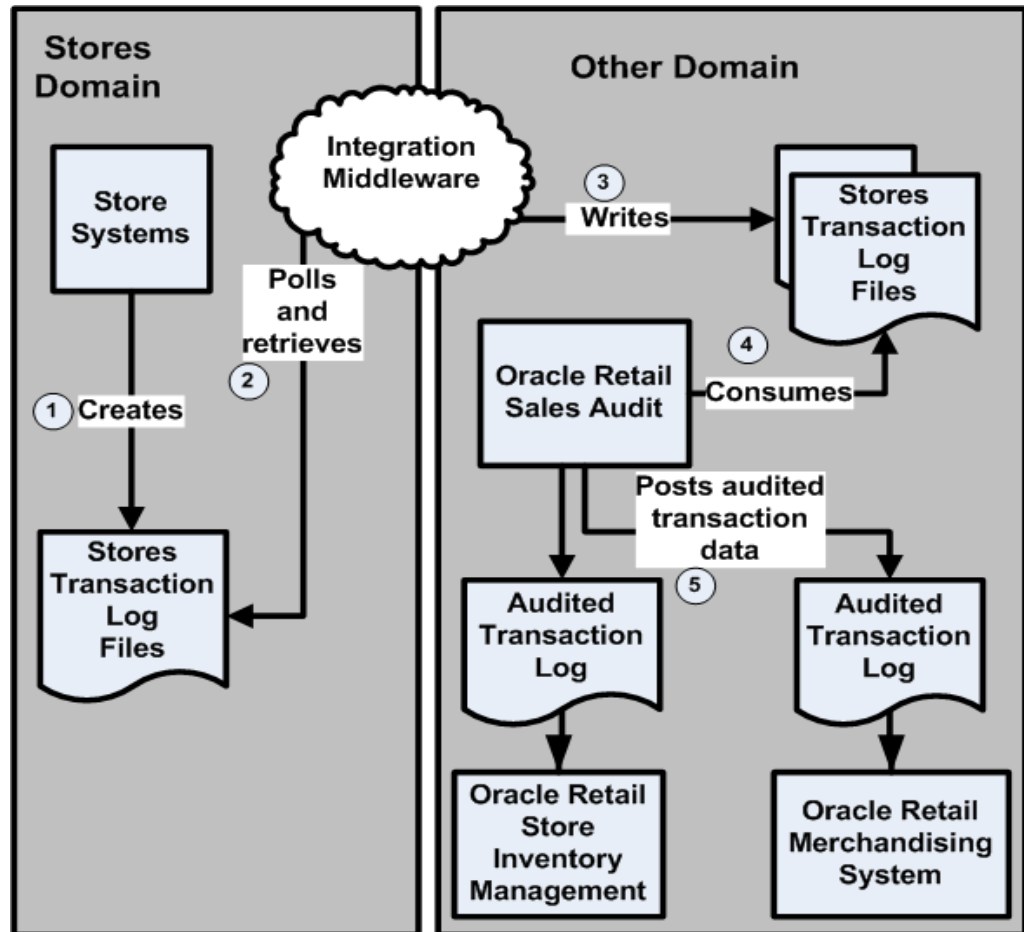 Stores
Domain
Other Domain
Integration
Middleware
Store
Systems
3
Writes
Stores
Transaction
Log
Files
Polls
and
retrieves
2
1
Creates
4
Consumes
Oracle Retail
Sales Audit
Posts audited
transaction
data
5
Stores
Transaction
Log
Files
Audited
Transaction
Log
Audited
Transaction
Log
Oracle Retail
Store
Inventory
Management
Oracle Retail
Merchandising
System